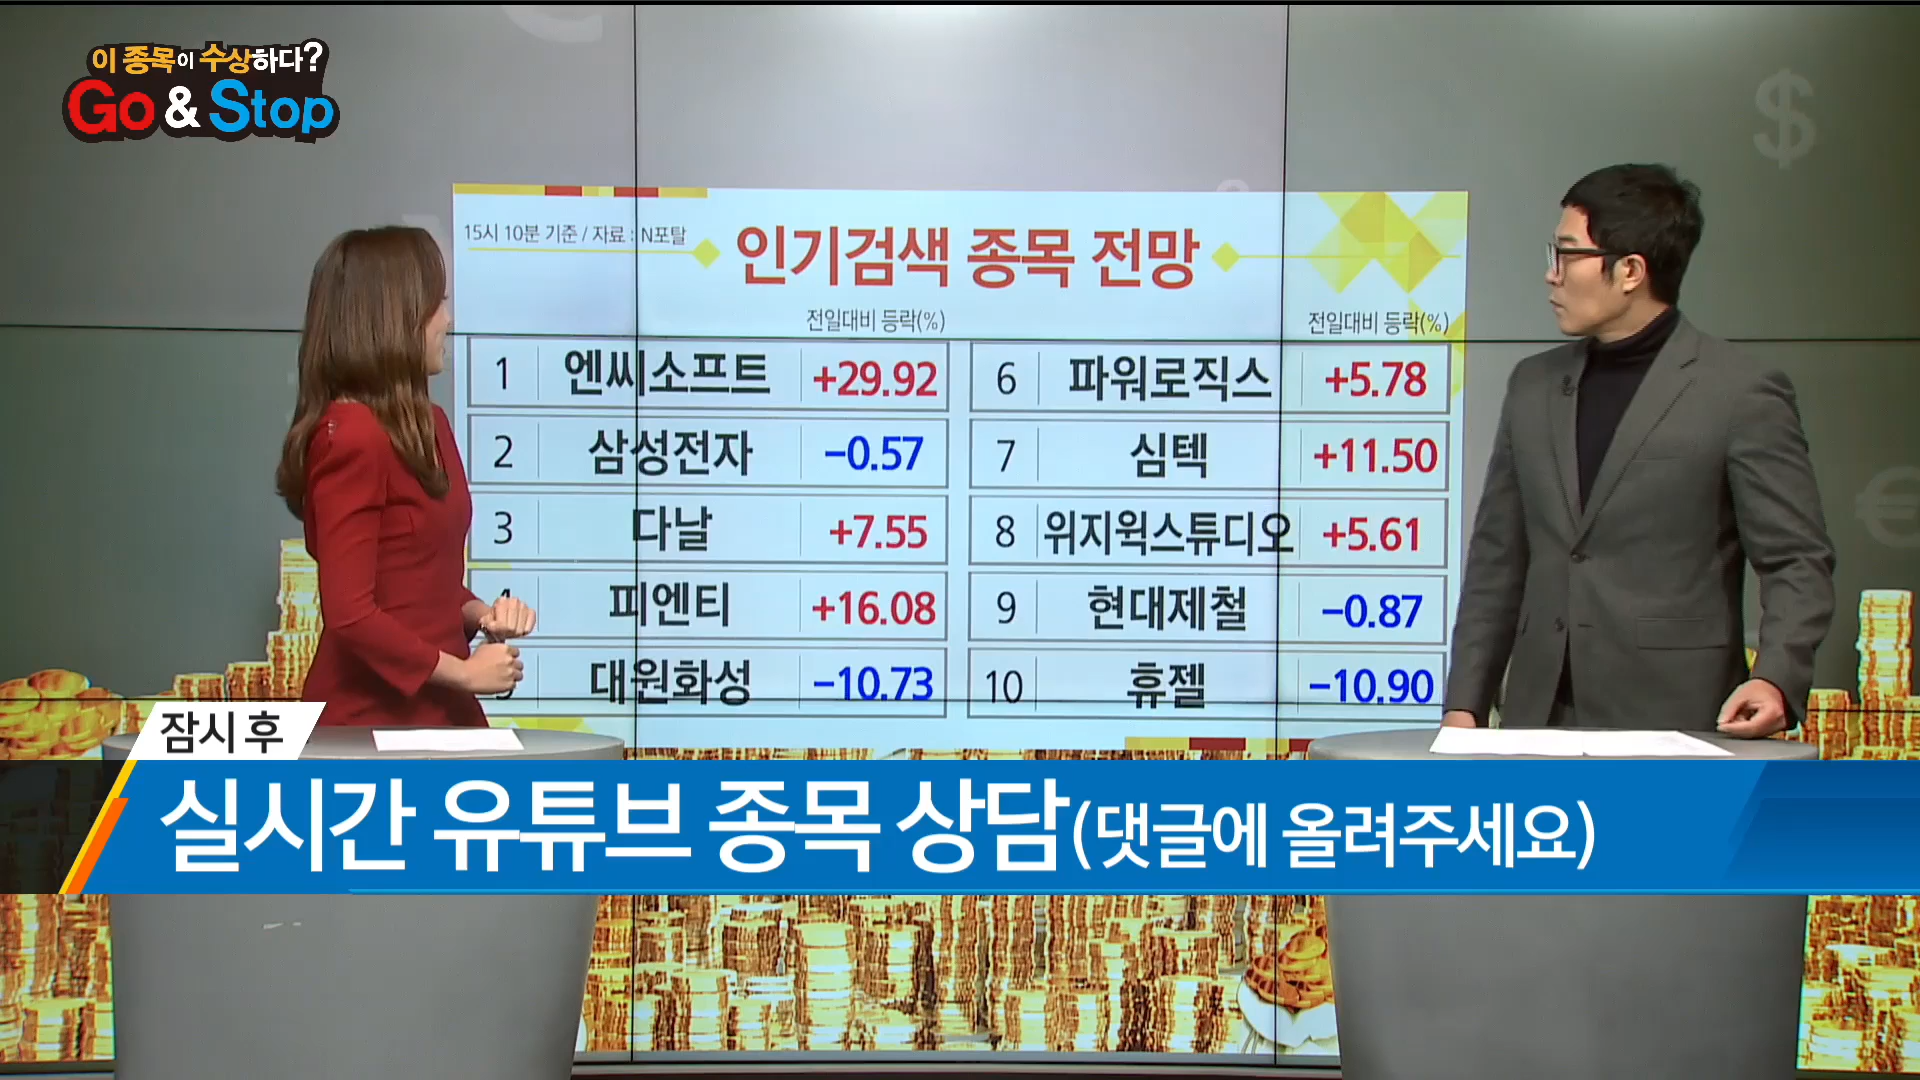 이 종목이 수상하다?
Go & Stop
15시 10분 기준 / 자료 : N포탈
인기검색 종목 전망
전일대비 등락(%)
전일대비 등락(%)
1 엔씨소프트 +29.92
2 삼성전자 -0.57
3 다날 +7.55
피엔티 +16.08
대원화성 -10.73
6 파워로직스 +5.78
7 심텍 +11.50
8 위지윅스튜디오 +5.61
9 현대제철 -0.87
10 휴젤 -10.90
잠시 후
실시간 유튜브 종목 상담(댓글에 올려주세요)